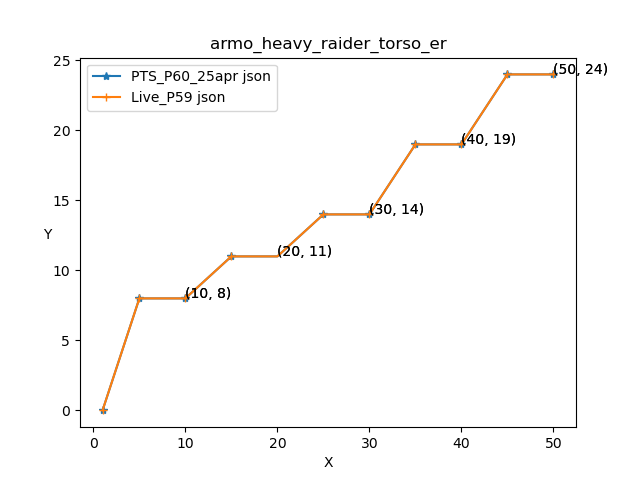 armo_heavy_raider_torso_er
PTS_P60_25apr json
Live_P59 json
25
20
15
10
5
0
Y
(50, 24)
(40, 19)
(30, 14)
(20, 11)
(10, 8)
0 10 20 30 40 50
X